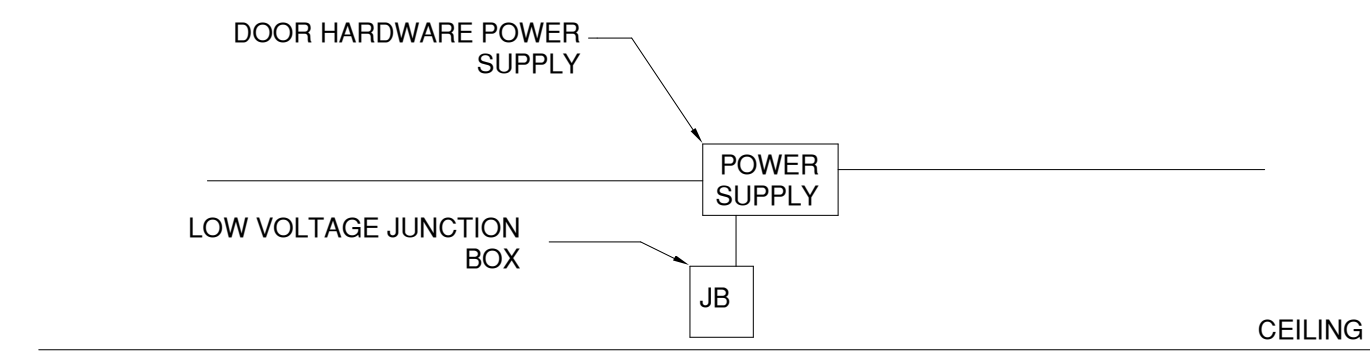 DOOR HARDWARE POWER
SUPPLY
POWER
SUPPLY
LOW VOLTAGE JUNCTION
BOX
JB
CEILING